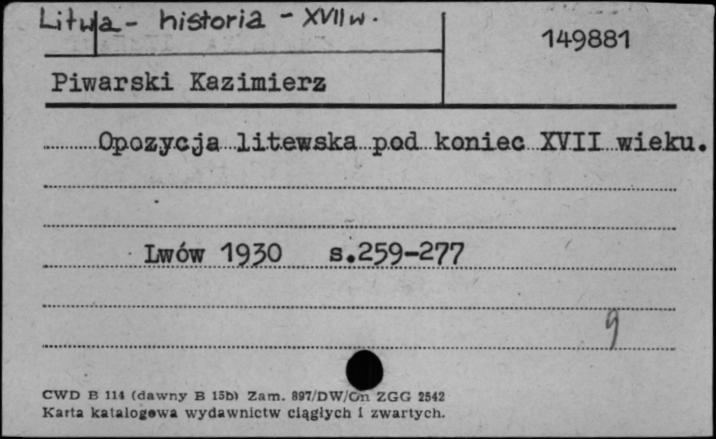 Litwa - historia - XVII w.
149881
Piwarski Kazimierz
Opozycja litewska pod koniec XVII wieku.
Lwów 1930 s.259-277
9
CWD B 114 (dawny B 15b) Zam. 897/DW/On ZGG 2542
Karta katalogowa wydawnictw ciągłych i zwartych.